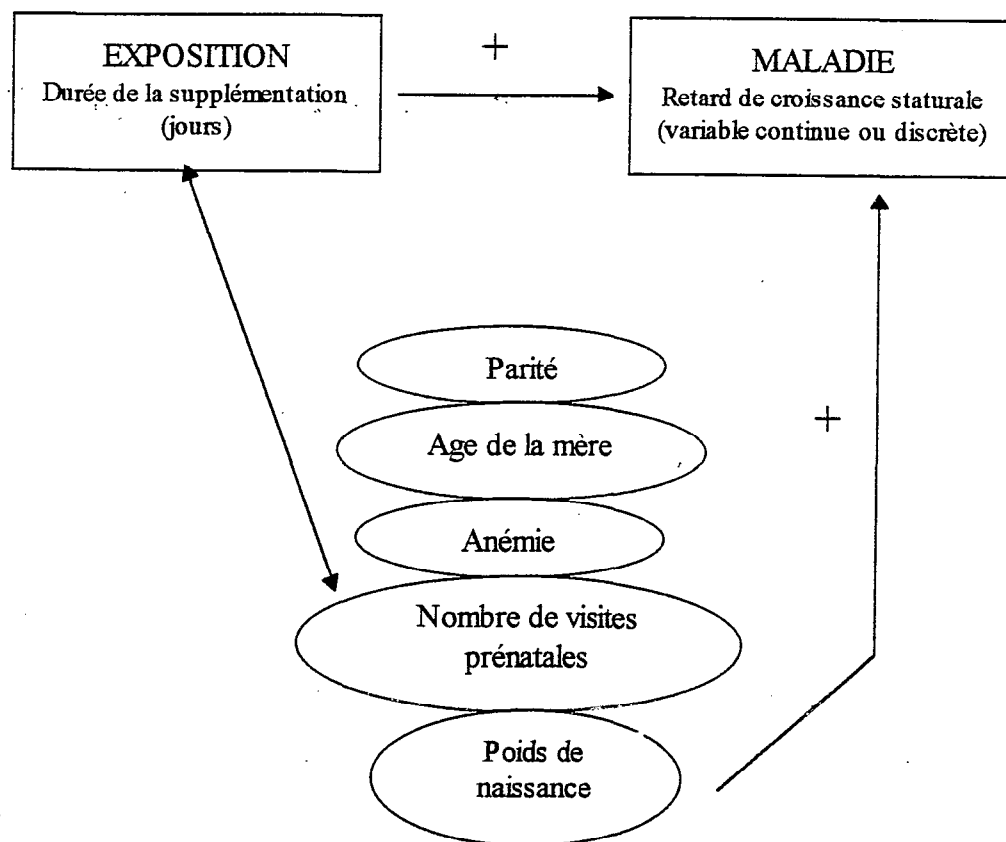 EXPOSITION
Durée de la supplémentation
(jours)
+
MALADIE
Retard de croissance staturale
(variable continue ou discrète)
Parité
Age de la mère
+
Anémie
Nombre de visites
prénatales
Poids de
naissance